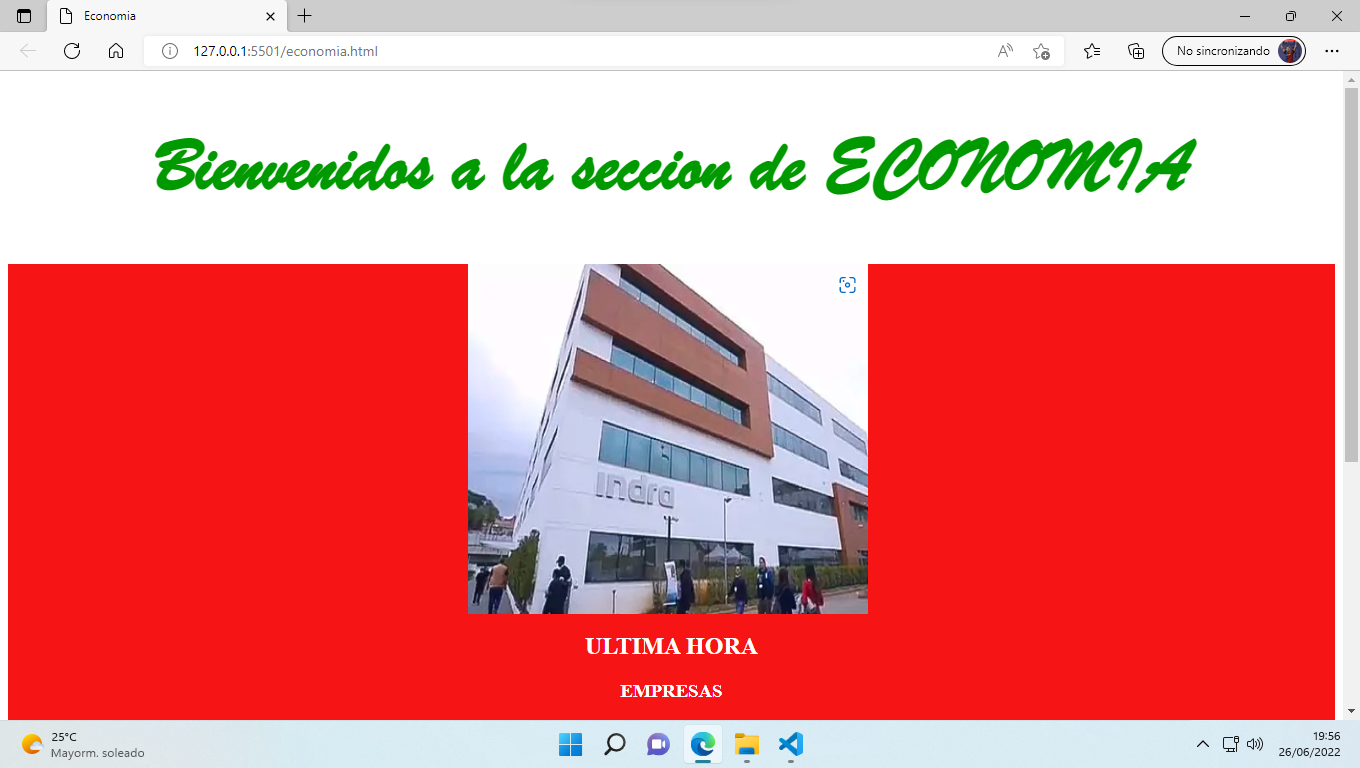 Economia
127.0.0.1:5501/economia.html
No sincronizando
Bienvenidos a la seccion de ECONOMIA
indra
ULTIMA HORA
EMPRESAS
25°C
Mayorm. soleado
19:56
26/06/2022